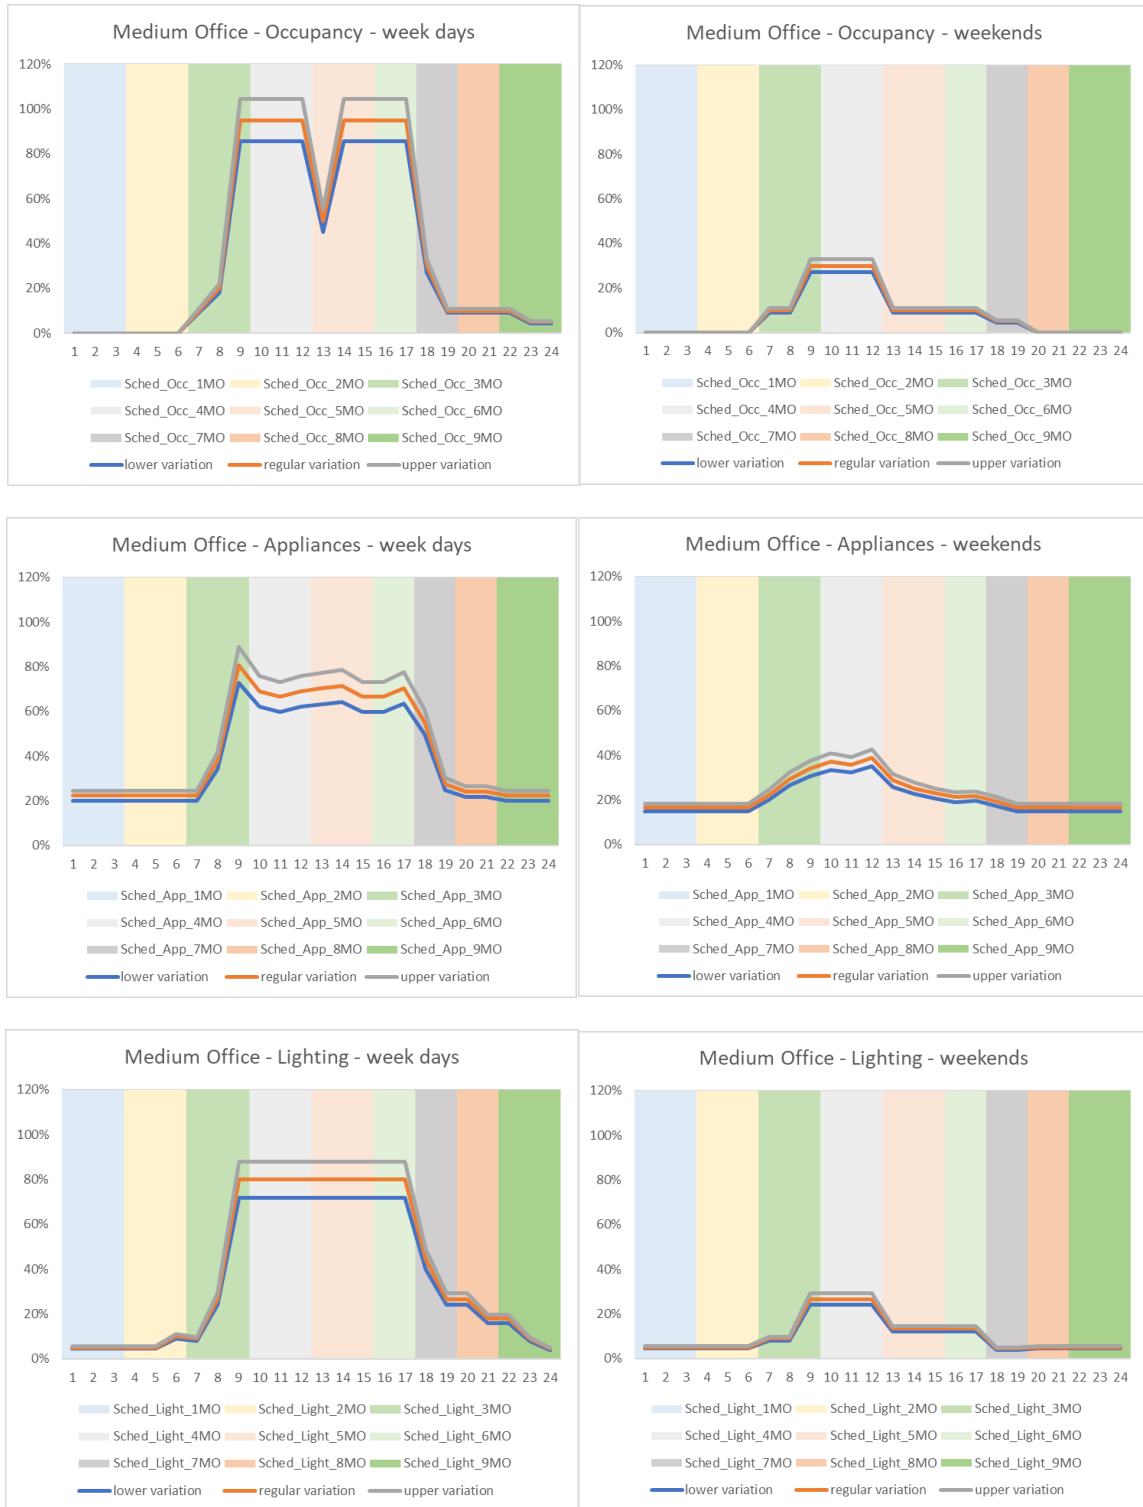 Medium Office - Occupancy - week days
120%
100%
80%
60%
40%
20%
0%
1 2 3 4 5 6 7 8 9 10 11 12 13 14 15 16 17 18 19 20 21 22 23 24
Sched_Occ_1MO Sched_Occ_2MO Sched_Occ_3MO
Sched_Occ_4MO Sched_Occ_5MO Sched_Occ_6MO
Sched_Occ_7MO Sched_Occ_8MO Sched_Occ_9MO
lower variation regular variation upper variation
Medium Office - Occupancy - weekends
120%
100%
80%
60%
40%
20%
0%
1 2 3 4 5 6 7 8 9 10 11 12 13 14 15 16 17 18 19 20 21 22 23 24
Sched_Occ_1MO Sched_Occ_2MO Sched_Occ_3MO
Sched_Occ_4MO Sched_Occ_5MO Sched_Occ_6MO
Sched_Occ_7MO Sched_Occ_8MO Sched_Occ_9MO
lower variation regular variation upper variation
Medium Office - Appliances - week days
120%
100%
80%
60%
40%
20%
0%
1 2 3 4 5 6 7 8 9 10 11 12 13 14 15 16 17 18 19 20 21 22 23 24
Sched_App_1MO Sched_App_2MO Sched_App_3MO
Sched_App_4MO Sched_App_5MO Sched_App_6MO
Sched_App_7MO Sched_App_8MO Sched_App_9MO
lower variation regular variation upper variation
Medium Office - Appliances - weekends
120%
100%
80%
60%
40%
20%
0%
1 2 3 4 5 6 7 8 9 10 11 12 13 14 15 16 17 18 19 20 21 22 23 24
Sched_App_1MO Sched_App_2MO Sched_App_3MO
Sched_App_4MO Sched_App_5MO Sched_App_6MO
Sched_App_7MO Sched_App_8MO Sched_App_9MO
lower variation regular variation upper variation
Medium Office - Lighting - week days
120%
100%
80%
60%
40%
20%
0%
1 2 3 4 5 6 7 8 9 10 11 12 13 14 15 16 17 18 19 20 21 22 23 24
Sched_Light_1MO Sched_Light_2MO Sched_Light_3MO
Sched_Light_4MO Sched_Light_5MO Sched_Light_6MO
Sched_Light_7MO Sched_Light_8MO Sched_Light_9MO
lower variation regular variation upper variation
Medium Office - Lighting - weekends
120%
100%
80%
60%
40%
20%
0%
1 2 3 4 5 6 7 8 9 10 11 12 13 14 15 16 17 18 19 20 21 22 23 24
Sched_Light_1MO Sched_Light_2MO Sched_Light_3MO
Sched_Light_4MO Sched_Light_5MO Sched_Light_6MO
Sched_Light_7MO Sched_Light_8MO Sched_Light_9MO
lower variation regular variation upper variation